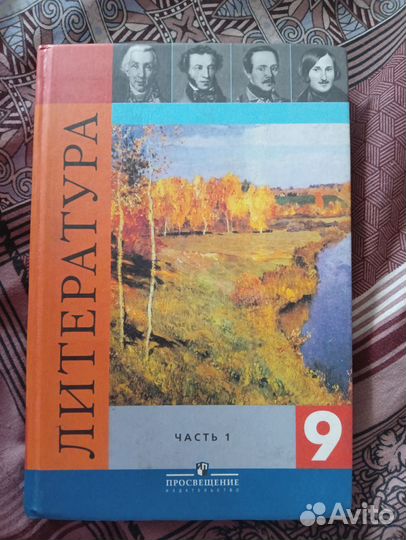 ЛИТЕРАТУРА
ЧАСТЬ 1
9
ПРОСВЕЩЕНИЕ
ИЗДАТЕЛЬСТВО
Avito